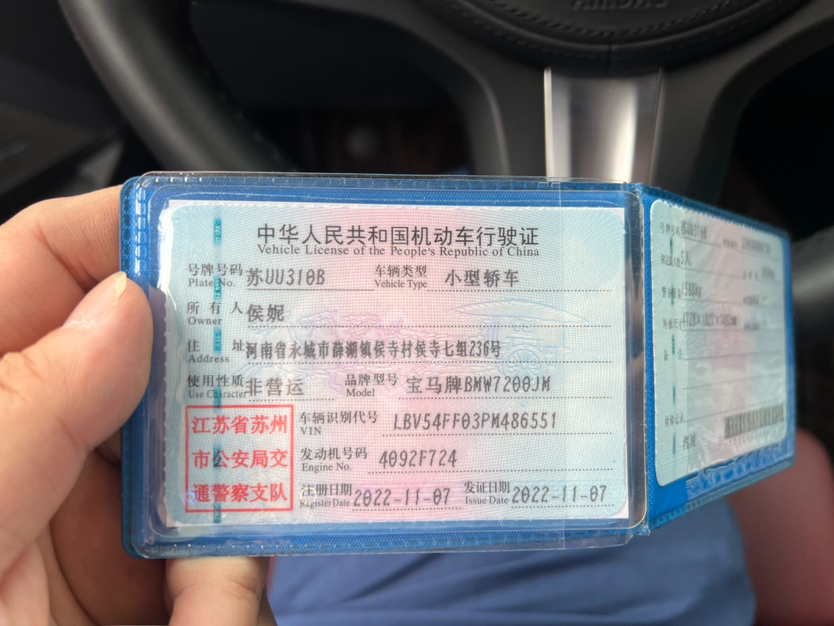 中华人民共和国机动车行驶证
Vehicle License of the People's Republic of China
号牌号码 苏UU310B 车辆类型 小型轿车
Plate No. Vehicle Type
所有人 侯妮
Owner
住址 河南省永城市薛湖镇侯寺村侯寺七组236号
Address
使用性质 非营运 品牌型号 宝马牌BMW7200JM
Use Character Model
江苏省苏州
市公安局交
通警察支队
车辆识别代号 LBV54FF03PM486551
VIN
发动机号码 4092F724
Engine No.
注册日期 2022-11-07 发证日期 2022-11-07
Register Date Issue Date